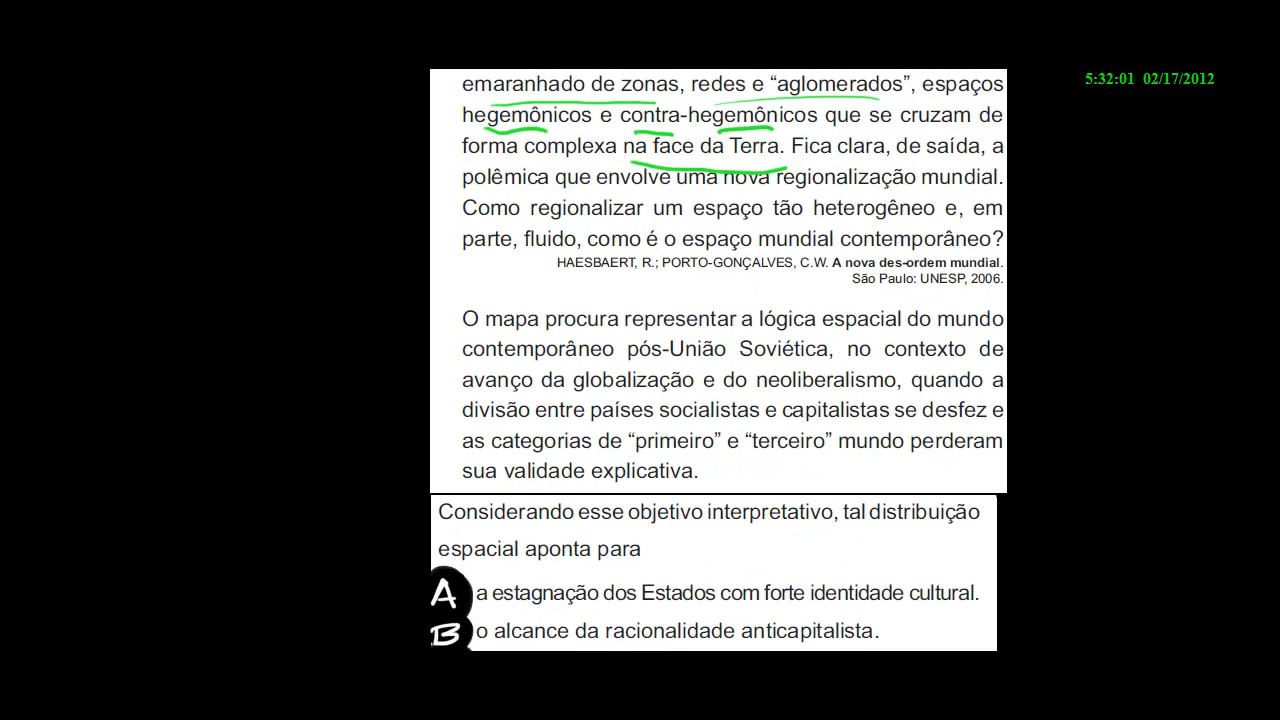 5:32:01 02/17/2012
emaranhado de zonas, redes e “aglomerados”, espaços
hegemônicos e contra-hegemônicos que se cruzam de
forma complexa na face da Terra. Fica clara, de saída, a
polêmica que envolve uma nova regionalização mundial.
Como regionalizar um espaço tão heterogêneo e, em
parte, fluido, como é o espaço mundial contemporâneo?
HAESBAERT, R.; PORTO-GONÇALVES, C.W. A nova des-ordem mundial.
São Paulo: UNESP, 2006.
O mapa procura representar a lógica espacial do mundo
contemporâneo pós-União Soviética, no contexto de
avanço da globalização e do neoliberalismo, quando a
divisão entre países socialistas e capitalistas se desfez e
as categorias de “primeiro” e “terceiro” mundo perderam
sua validade explicativa.
Considerando esse objetivo interpretativo, tal distribuição
espacial aponta para
A a estagnação dos Estados com forte identidade cultural.
B o alcance da racionalidade anticapitalista.